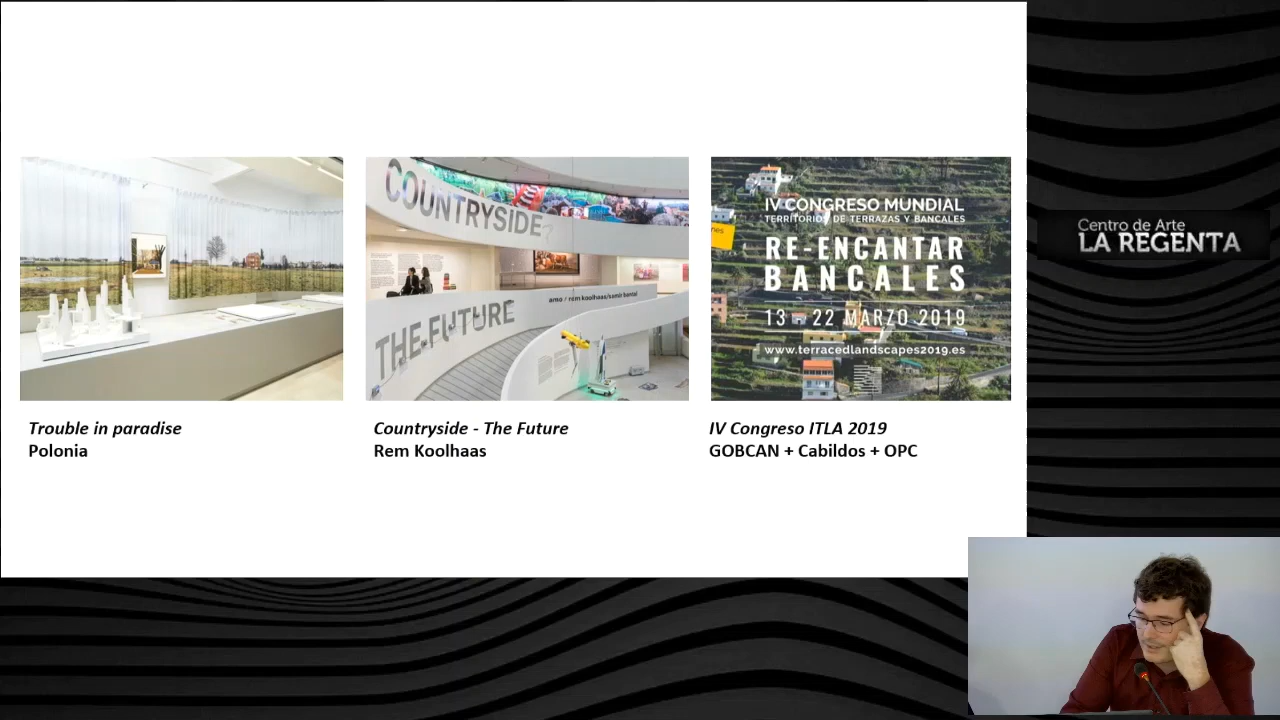 COUNTRYSIDE
THE FUTURE
amo / rem koolhaas/samir bantal
nes
IV CONGRESO MUNDIAL
TERRITORIOS DE TERRAZAS Y BANCALES
RE-ENCANTAR
BANCALES
13 - 22 MARZO 2019
www.terracedlandscapes2019.es
Trouble in paradise
Polonia
Countryside - The Future
Rem Koolhaas
IV Congreso ITLA 2019
GOBCAN + Cabildos + OPC
Centro de Arte
LA REGENTA